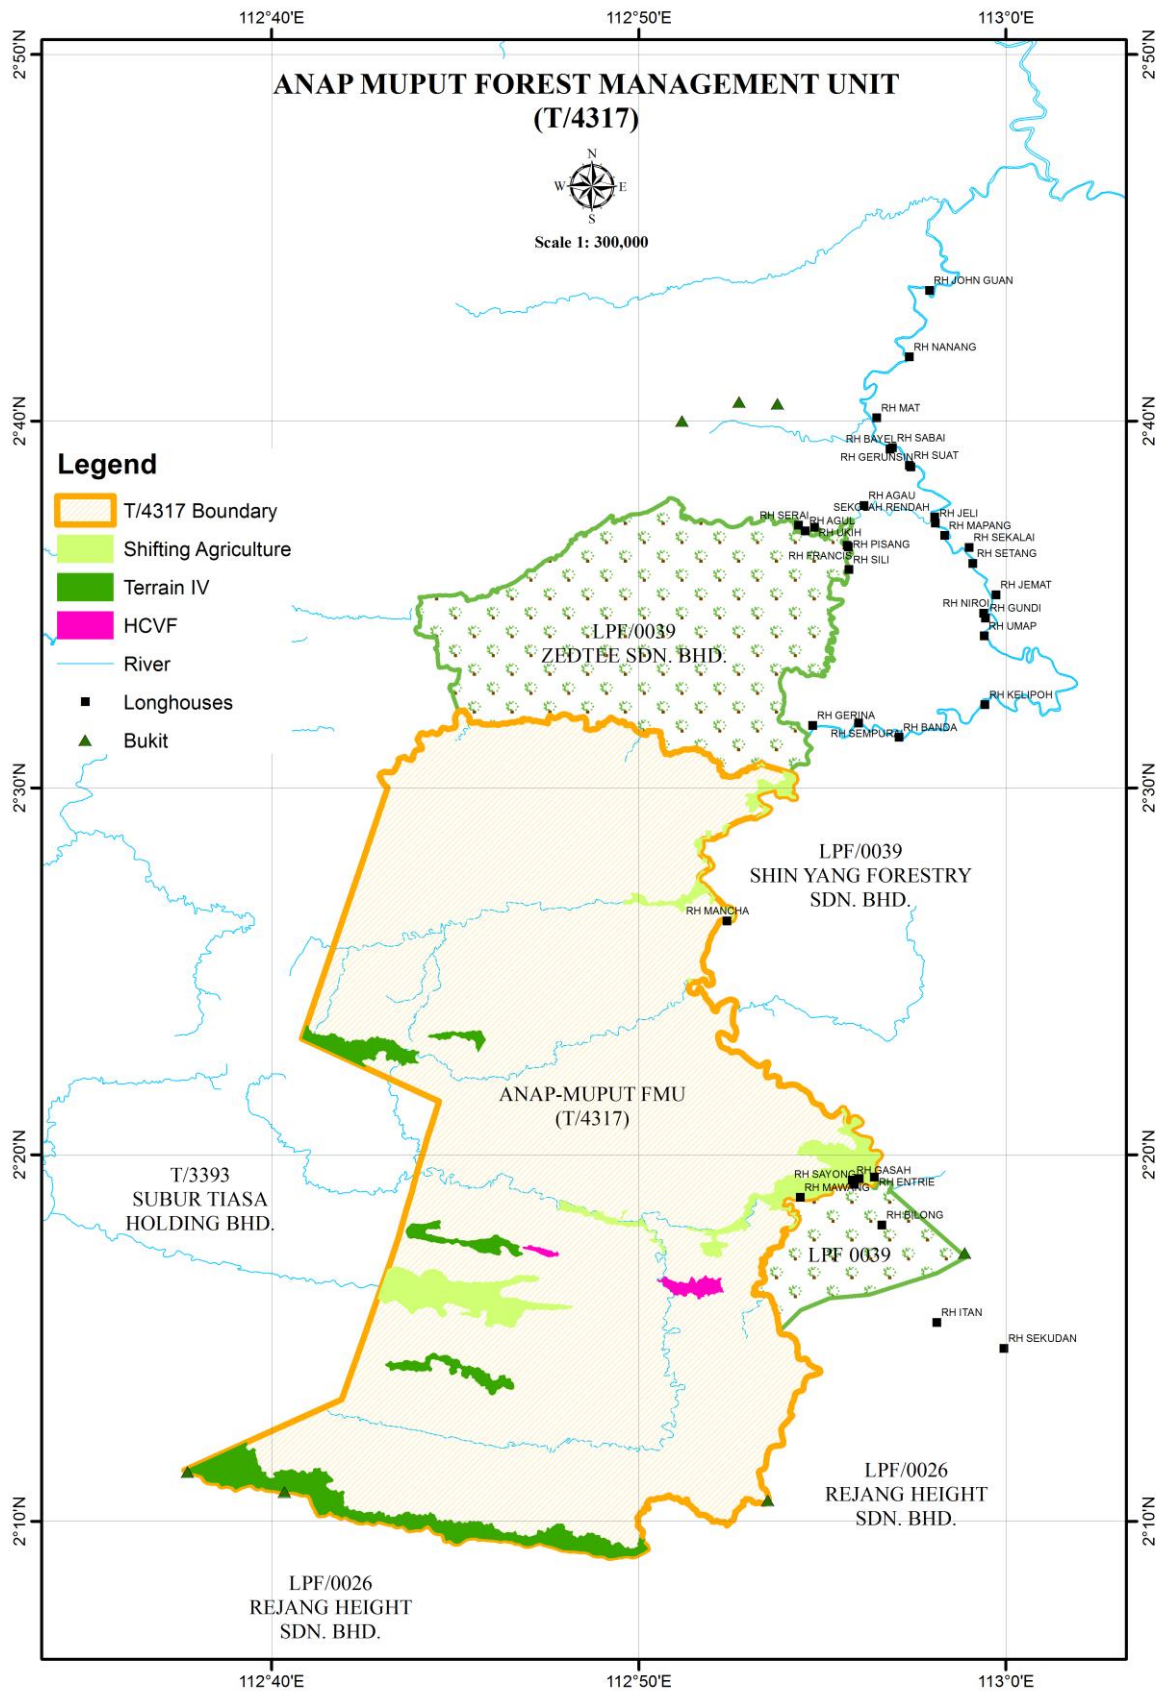 112°40'E
112°50'E
113°0'E
2°50'N
2°50'N
ANAP MUPUT FOREST MANAGEMENT UNIT
(T/4317)
N
W
E
S
Scale 1: 300,000
RH JOHN GUAN
RH NANANG
2°40'N
2°40'N
RH MAT
RH BAYEL
RH SABAI
RH GERUNSIN
RH SUAT
Legend
T/4317 Boundary
Shifting Agriculture
Terrain IV
HCVF
River
Longhouses
Bukit
RH AGAU
SEKOLAH RENDAH
RH JELI
RH SERAI
RH AGUL
RH UKIH
RH MAPANG
RH SEKALAI
RH PISANG
RH FRANCIS
RH SETANG
RH SILI
RH JEMAT
RH NIROI
RH GUNDI
RH UMAP
LPF/0039
ZEDTEE SDN. BHD.
RH KELIPOH
RH GERINA
RH SEMPURAI
RH BANDA
2°30'N
2°30'N
LPF/0039
SHIN YANG FORESTRY
SDN. BHD.
RH MANCHA
ANAP-MUPUT FMU
(T/4317)
2°20'N
2°20'N
T/3393
SUBUR TIASA
HOLDING BHD.
RH SAYONG
RH GASAH
RH ENTRIE
RH MAWANG
RH BILONG
LPF 0039
RH ITAN
RH SEKUDAN
LPF/0026
REJANG HEIGHT
SDN. BHD.
2°10'N
2°10'N
LPF/0026
REJANG HEIGHT
SDN. BHD.
112°40'E
112°50'E
113°0'E